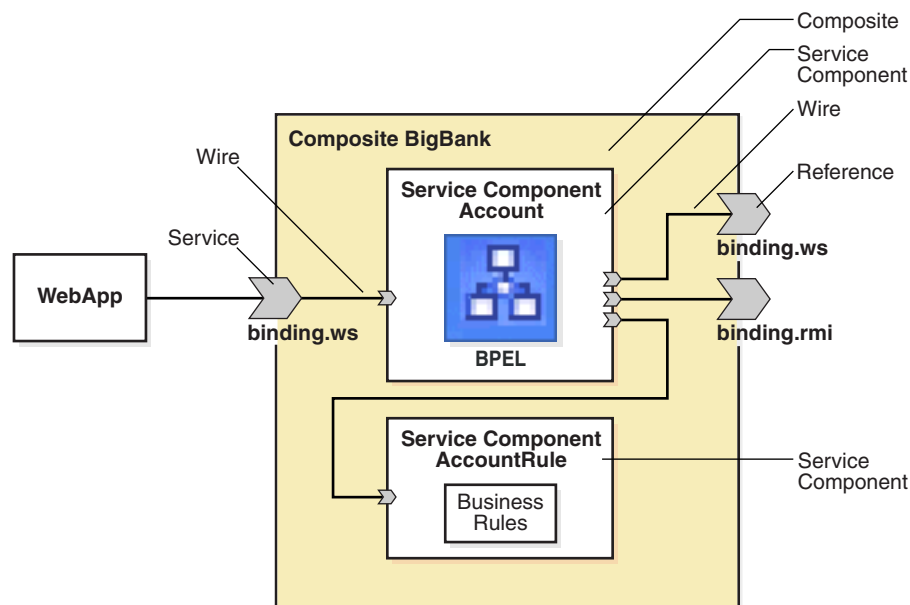 Composite
Service
Component
Wire
Reference
Composite BigBank
Wire
Service
WebApp
binding.ws
Service Component
Account
BPEL
binding.ws
binding.rmi
Service Component
AccountRule
Business
Rules
Service
Component